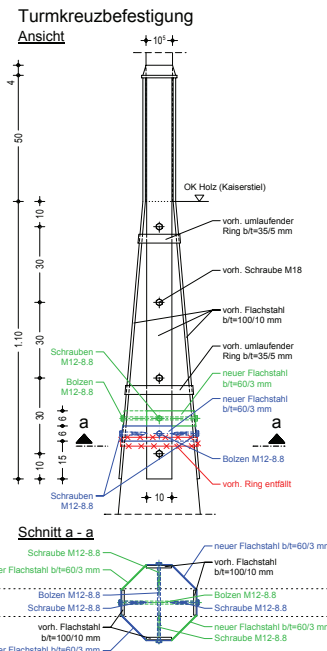 Turmkreuzbefestigung
Ansicht
10⁵
4
50
OK Holz (Kaiserstiel)
10
vorh. umlaufender
Ring b/t=35/5 mm
30
vorh. Schraube M18
1.10
30
vorh. Flachstahl
b/t=100/10 mm
vorh. umlaufender
Ring b/t=35/5 mm
Schrauben
M12-8.8
neuer Flachstahl
b/t=60/3 mm
Bolzen
M12-8.8
neuer Flachstahl
b/t=60/3 mm
30
6
6
a
a
Bolzen M12-8.8
10
15
vorh. Ring entfällt
Schrauben
M12-8.8
10
Schnitt a - a
Schraube M12-8.8
neuer Flachstahl b/t=60/3 mm
vorh. Flachstahl
b/t=100/10 mm
Bolzen M12-8.8
Bolzen M12-8.8
Schraube M12-8.8
Schraube M12-8.8
vorh. Flachstahl
b/t=100/10 mm
neuer Flachstahl b/t=60/3 mm
Schraube M12-8.8